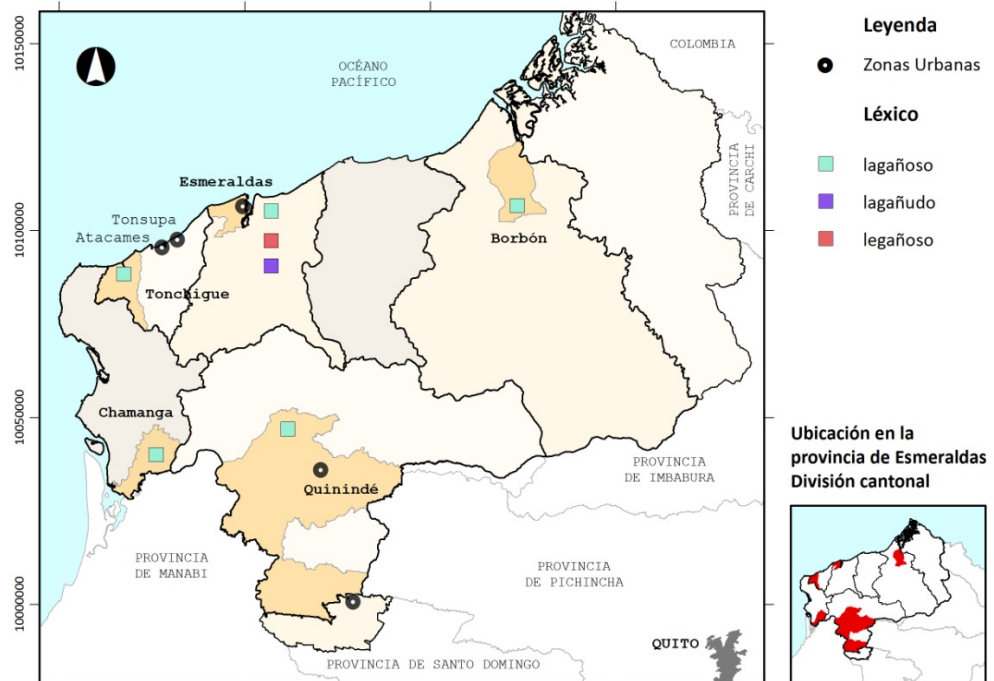 10150000
10100000
10050000
10000000
OCÉANO
PACÍFICO
COLOMBIA
PROVINCIA
DE CARCHI
Esmeraldas
Tonsupa
Atacames
Tonchigue
Borbón
Chamanga
Quinindé
PROVINCIA
DE IMBABURA
PROVINCIA
DE MANABI
PROVINCIA
DE PICHINCHA
QUITO
PROVINCIA DE SANTO DOMINGO
Leyenda
Zonas Urbanas
Léxico
lagañoso
lagañudo
legañoso
Ubicación en la
provincia de Esmeraldas
División cantonal